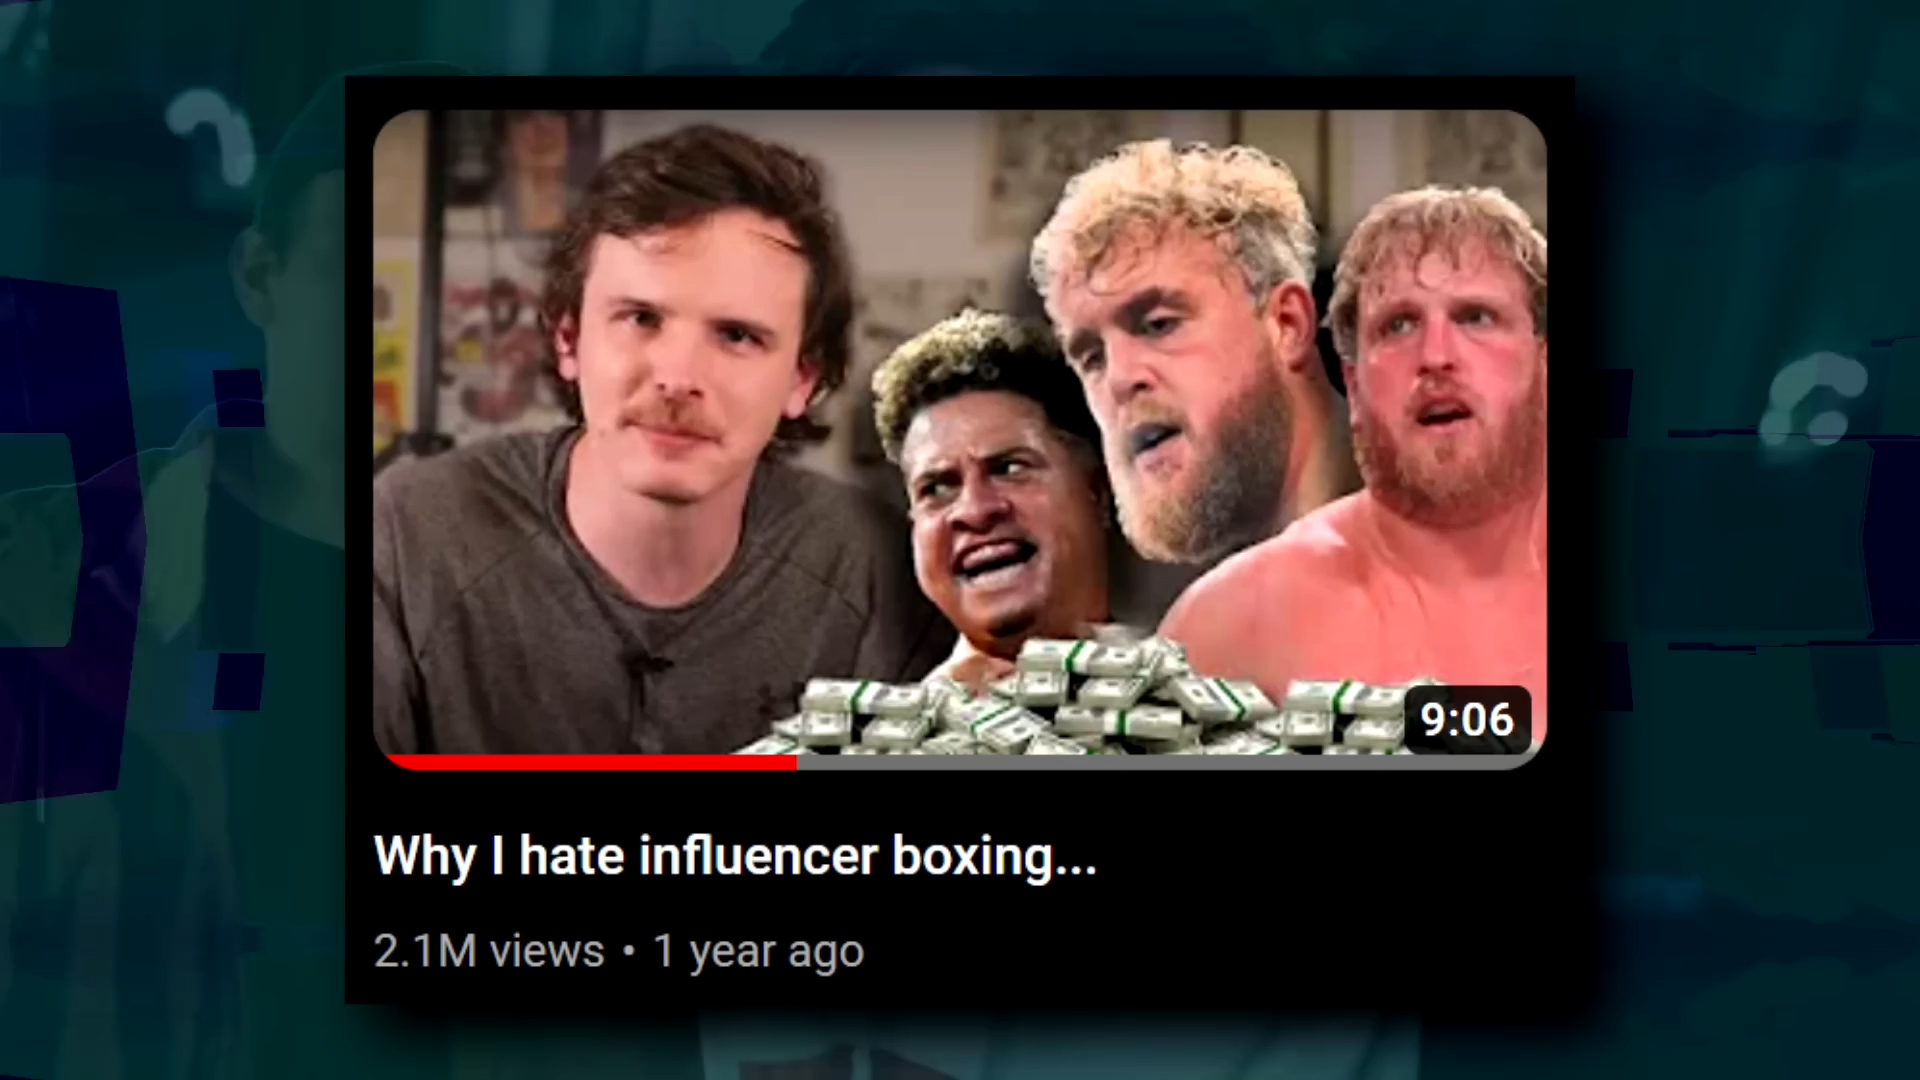 9:06
Why I hate influencer boxing...
2.1M views • 1 year ago